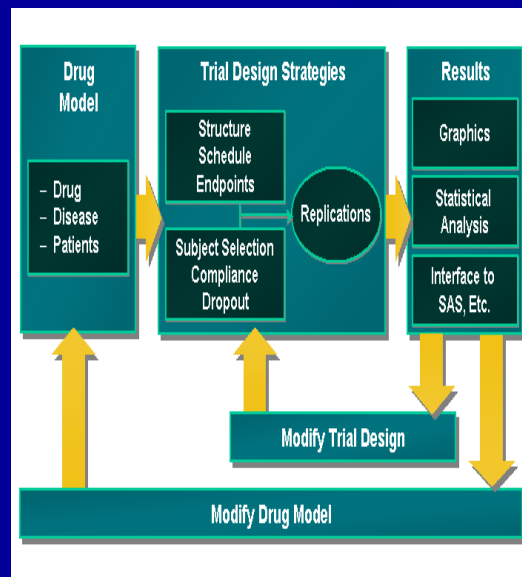 Drug
Model
– Drug
– Disease
– Patients
Trial Design Strategies
Structure
Schedule
Endpoints
Subject Selection
Compliance
Dropout
Replications
Results
Graphics
Statistical
Analysis
Interface to
SAS, Etc.
Modify Trial Design
Modify Drug Model